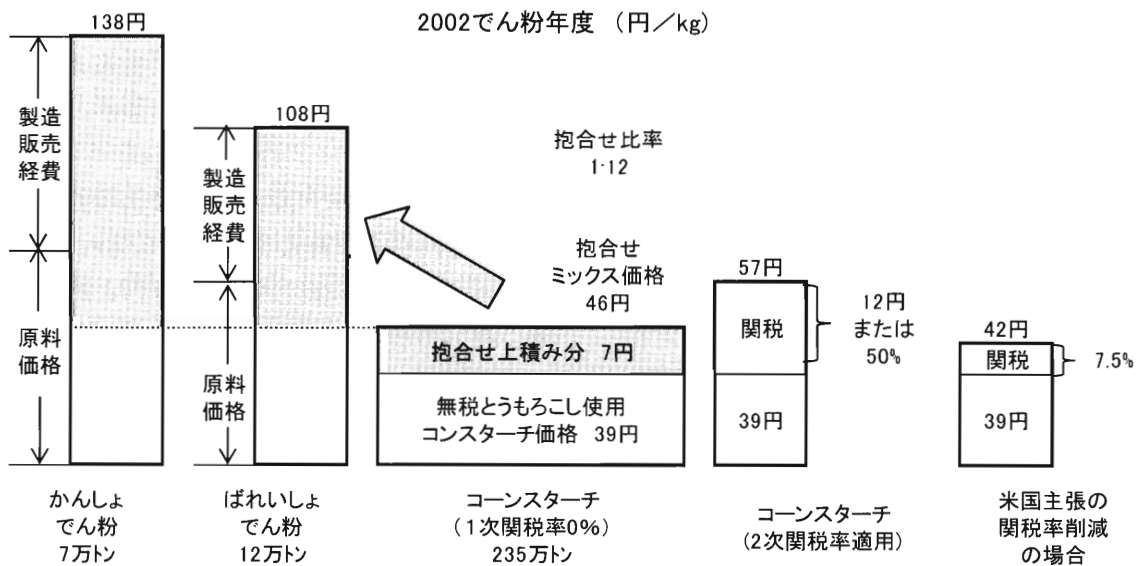 2002でん粉年度 （円／kg）
138円
製造
販売
経費
原料
価格
かんしょ
でん粉
7万トン
108円
製造
販売
経費
原料
価格
ばれいしょ
でん粉
12万トン
抱合せ比率
1･12
抱合せ
ミックス価格
46円
抱合せ上積み分 7円
無税とうもろこし使用
コンスターチ価格 39円
コーンスターチ
（1次関税率0%）
235万トン
57円
関税
12円
または
50%
39円
コーンスターチ
（2次関税率適用）
42円
関税
7.5%
39円
米国主張の
関税率削減
の場合